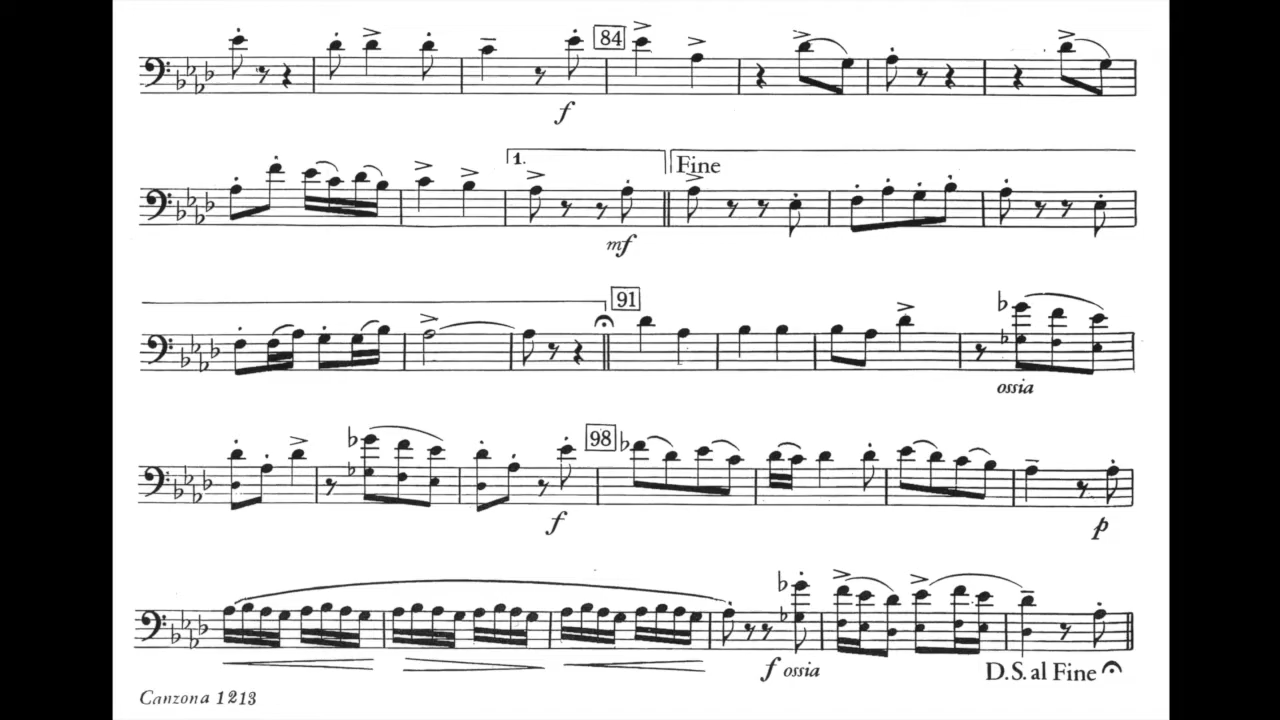 84
f
1. Fine
mf
91
ossia
98
f
p
f ossia D.S. al Fine
Canzona 1213